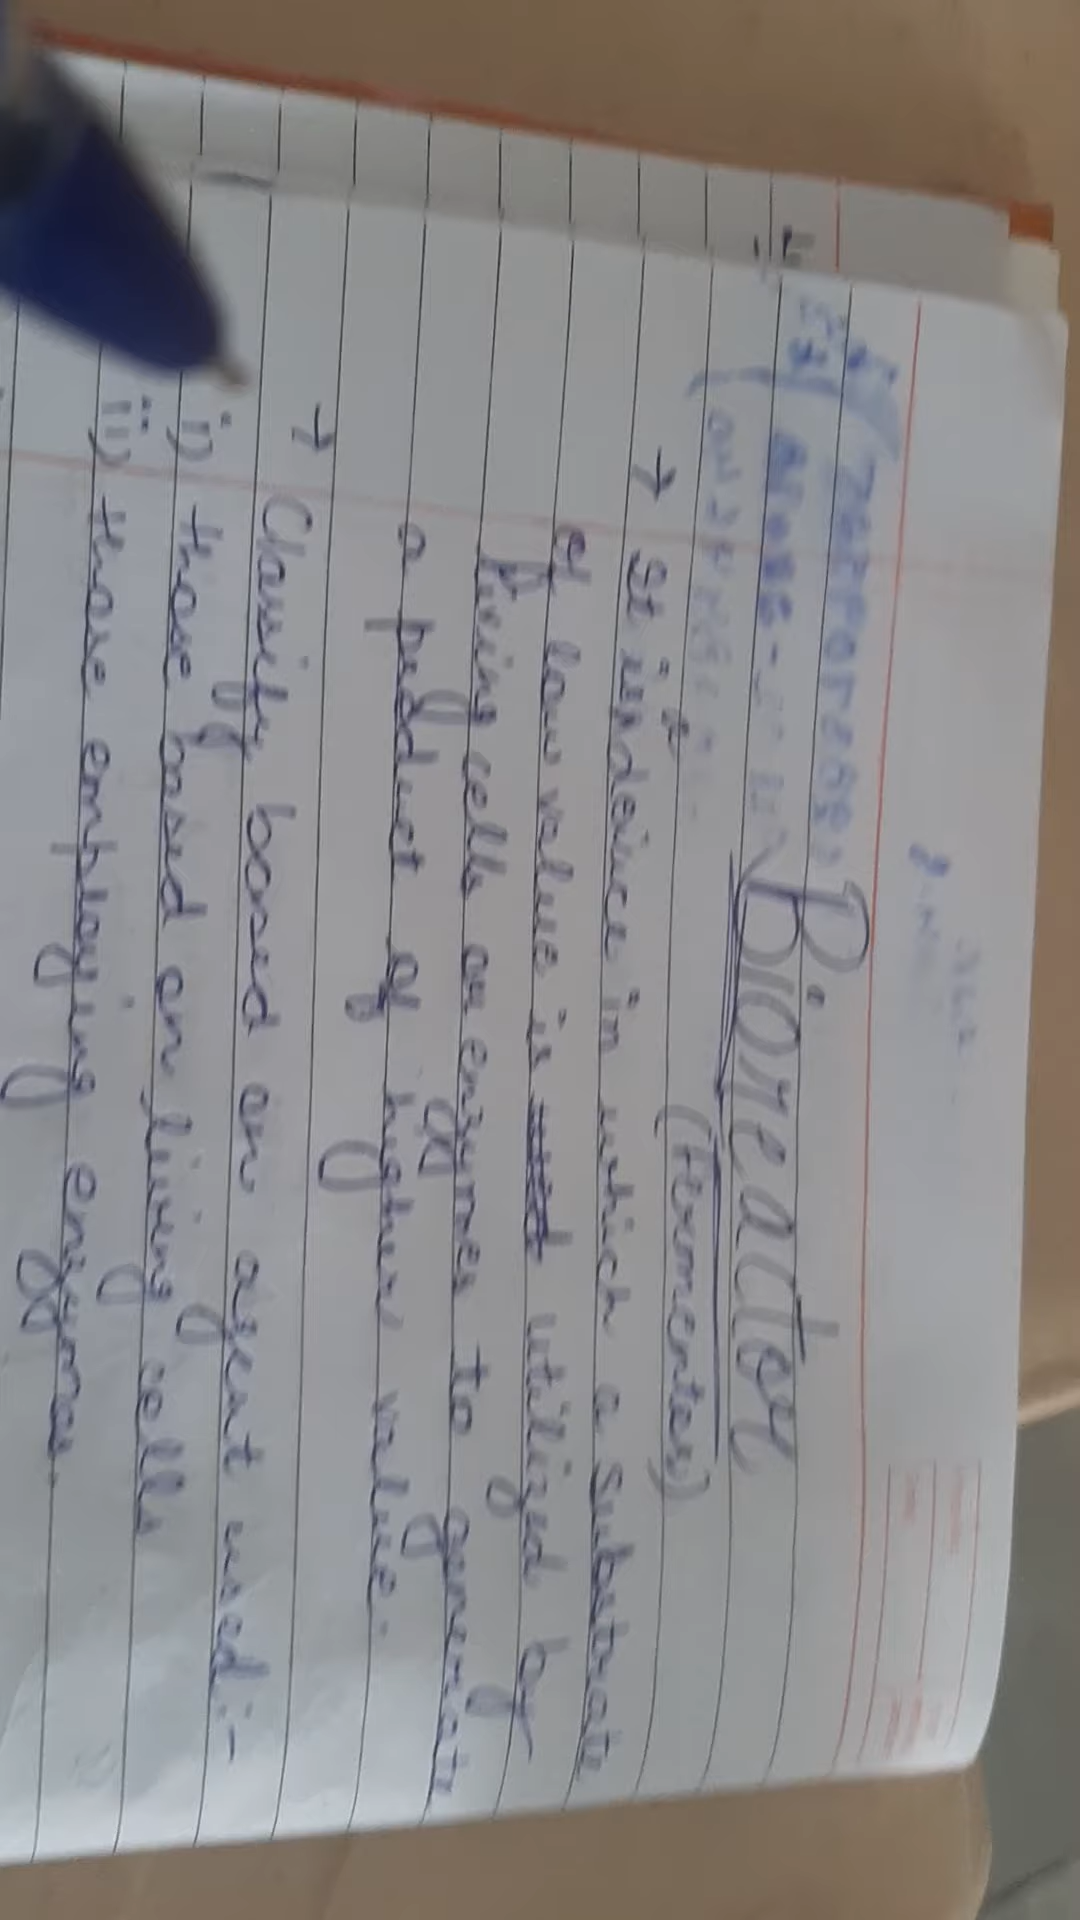 Bioreactor
(Fermenter)
→ It is a device in which a substrate
of low value is utilized by
living cells or enzymes to generate
a product of higher value.
→ Classify, based on agent used :-
i) those based on living cells
ii) those employing enzymes.